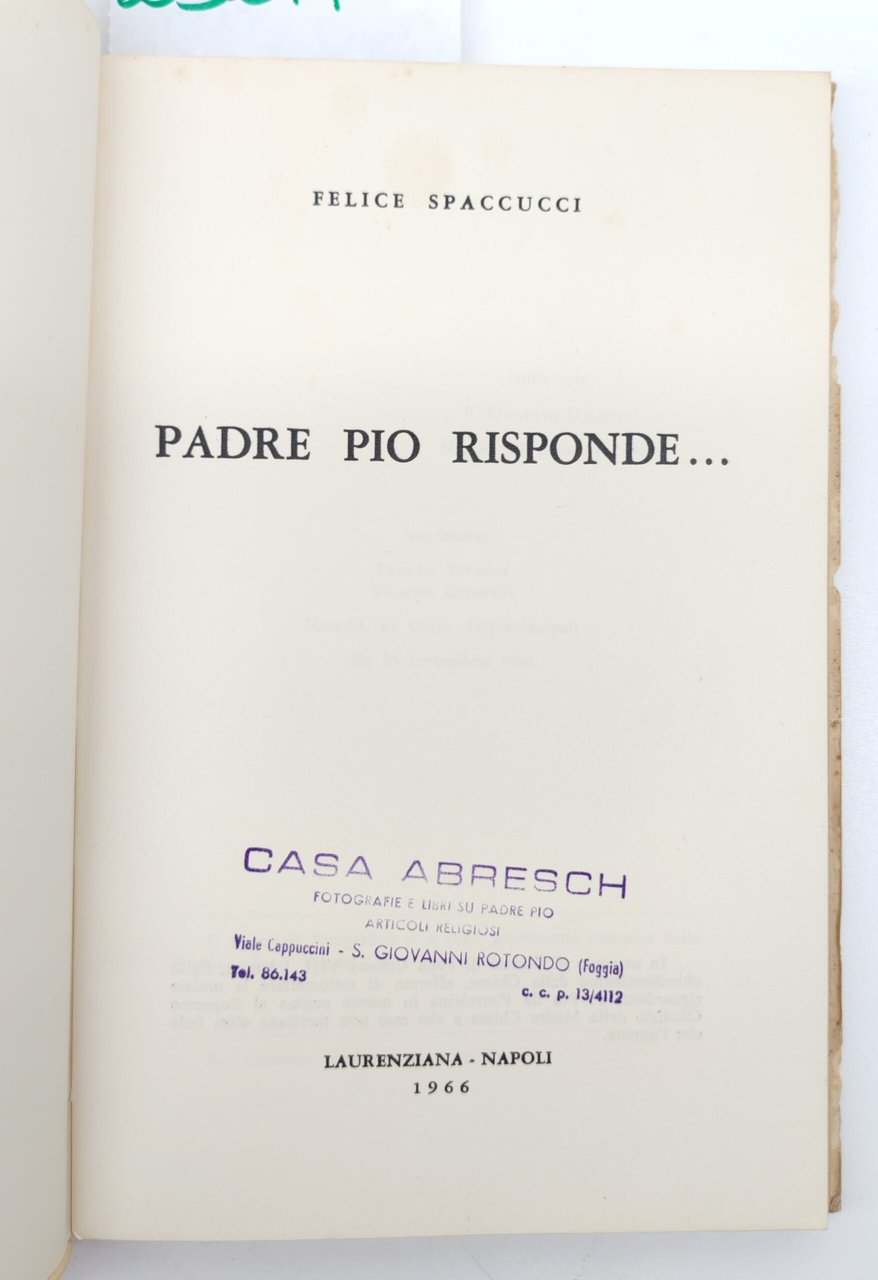 FELICE SPACCUCCI
PADRE PIO RISPONDE...
CASA ABRESCH
FOTOGRAFIE E LIBRI SU PADRE PIO
ARTICOLI RELIGIOSI
Viale Cappuccini - S. GIOVANNI ROTONDO (Foggia)
Tel. 86.143
c. c. p. 13/4112
LAURENZIANA - NAPOLI
1966